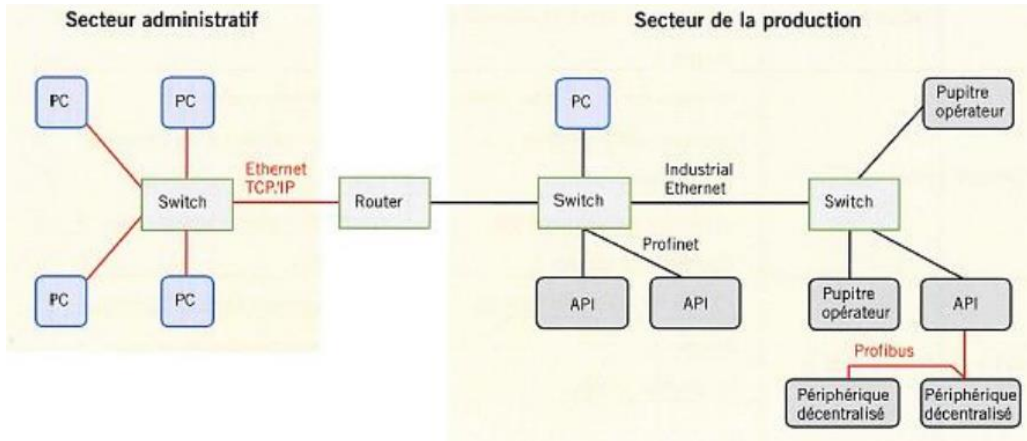 Secteur administratif
Secteur de la production
PC
PC
PC
Pupitre
opérateur
Ethernet
TCP/IP
Industrial
Ethernet
Switch
Router
Switch
Switch
Profinet
PC
PC
API
API
Pupitre
opérateur
API
Profibus
Périphérique
décentralisé
Périphérique
décentralisé